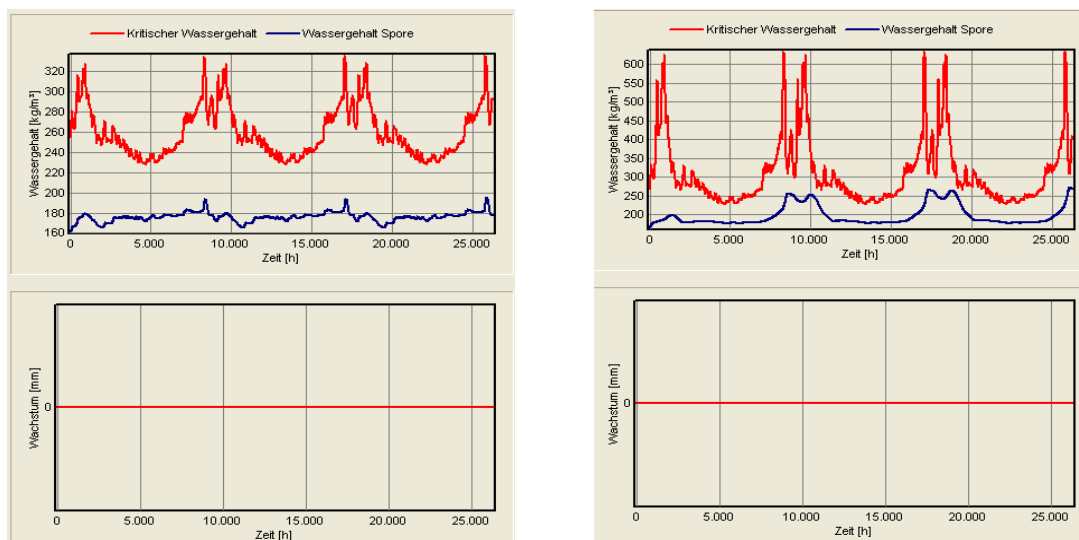 Kritischer Wassergehalt Wassergehalt Spore
Wassergehalt [kg/m³]
320
300
280
260
240
220
200
180
160
0 5.000 10.000 15.000 20.000 25.000
Zeit [h]
Kritischer Wassergehalt Wassergehalt Spore
Wassergehalt [kg/m³]
600
550
500
450
400
350
300
250
200
0 5.000 10.000 15.000 20.000 25.000
Zeit [h]
Wachstum [mm]
0
0 5.000 10.000 15.000 20.000 25.000
Zeit [h]
Wachstum [mm]
0
0 5.000 10.000 15.000 20.000 25.000
Zeit [h]